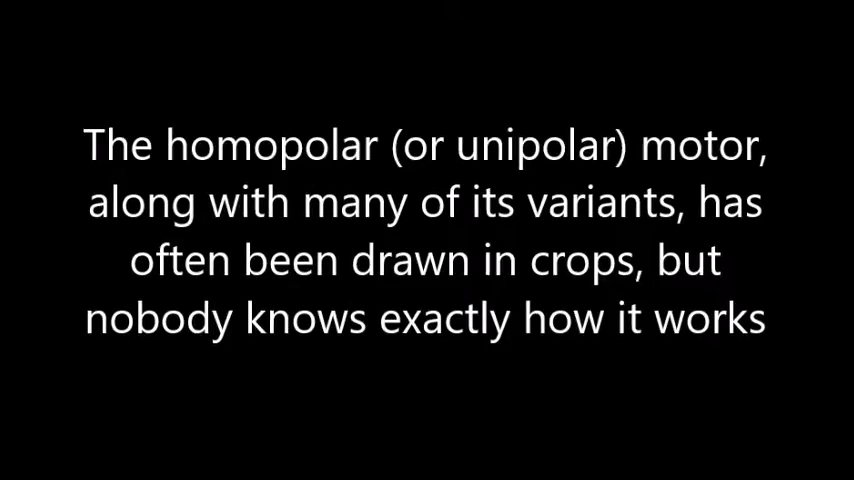 The homopolar (or unipolar) motor,
along with many of its variants, has
often been drawn in crops, but
nobody knows exactly how it works